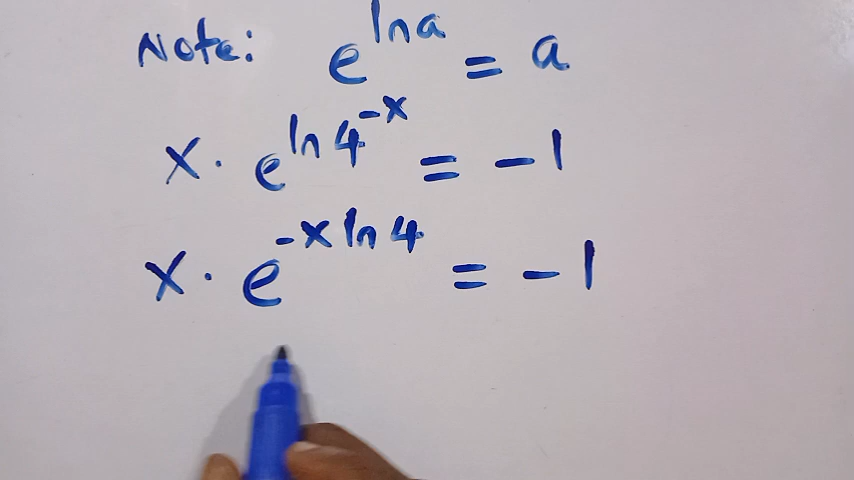 Note: e^{ln a} = a
x · e^{ln 4^{-x}} = -1
x · e^{-x ln 4} = -1